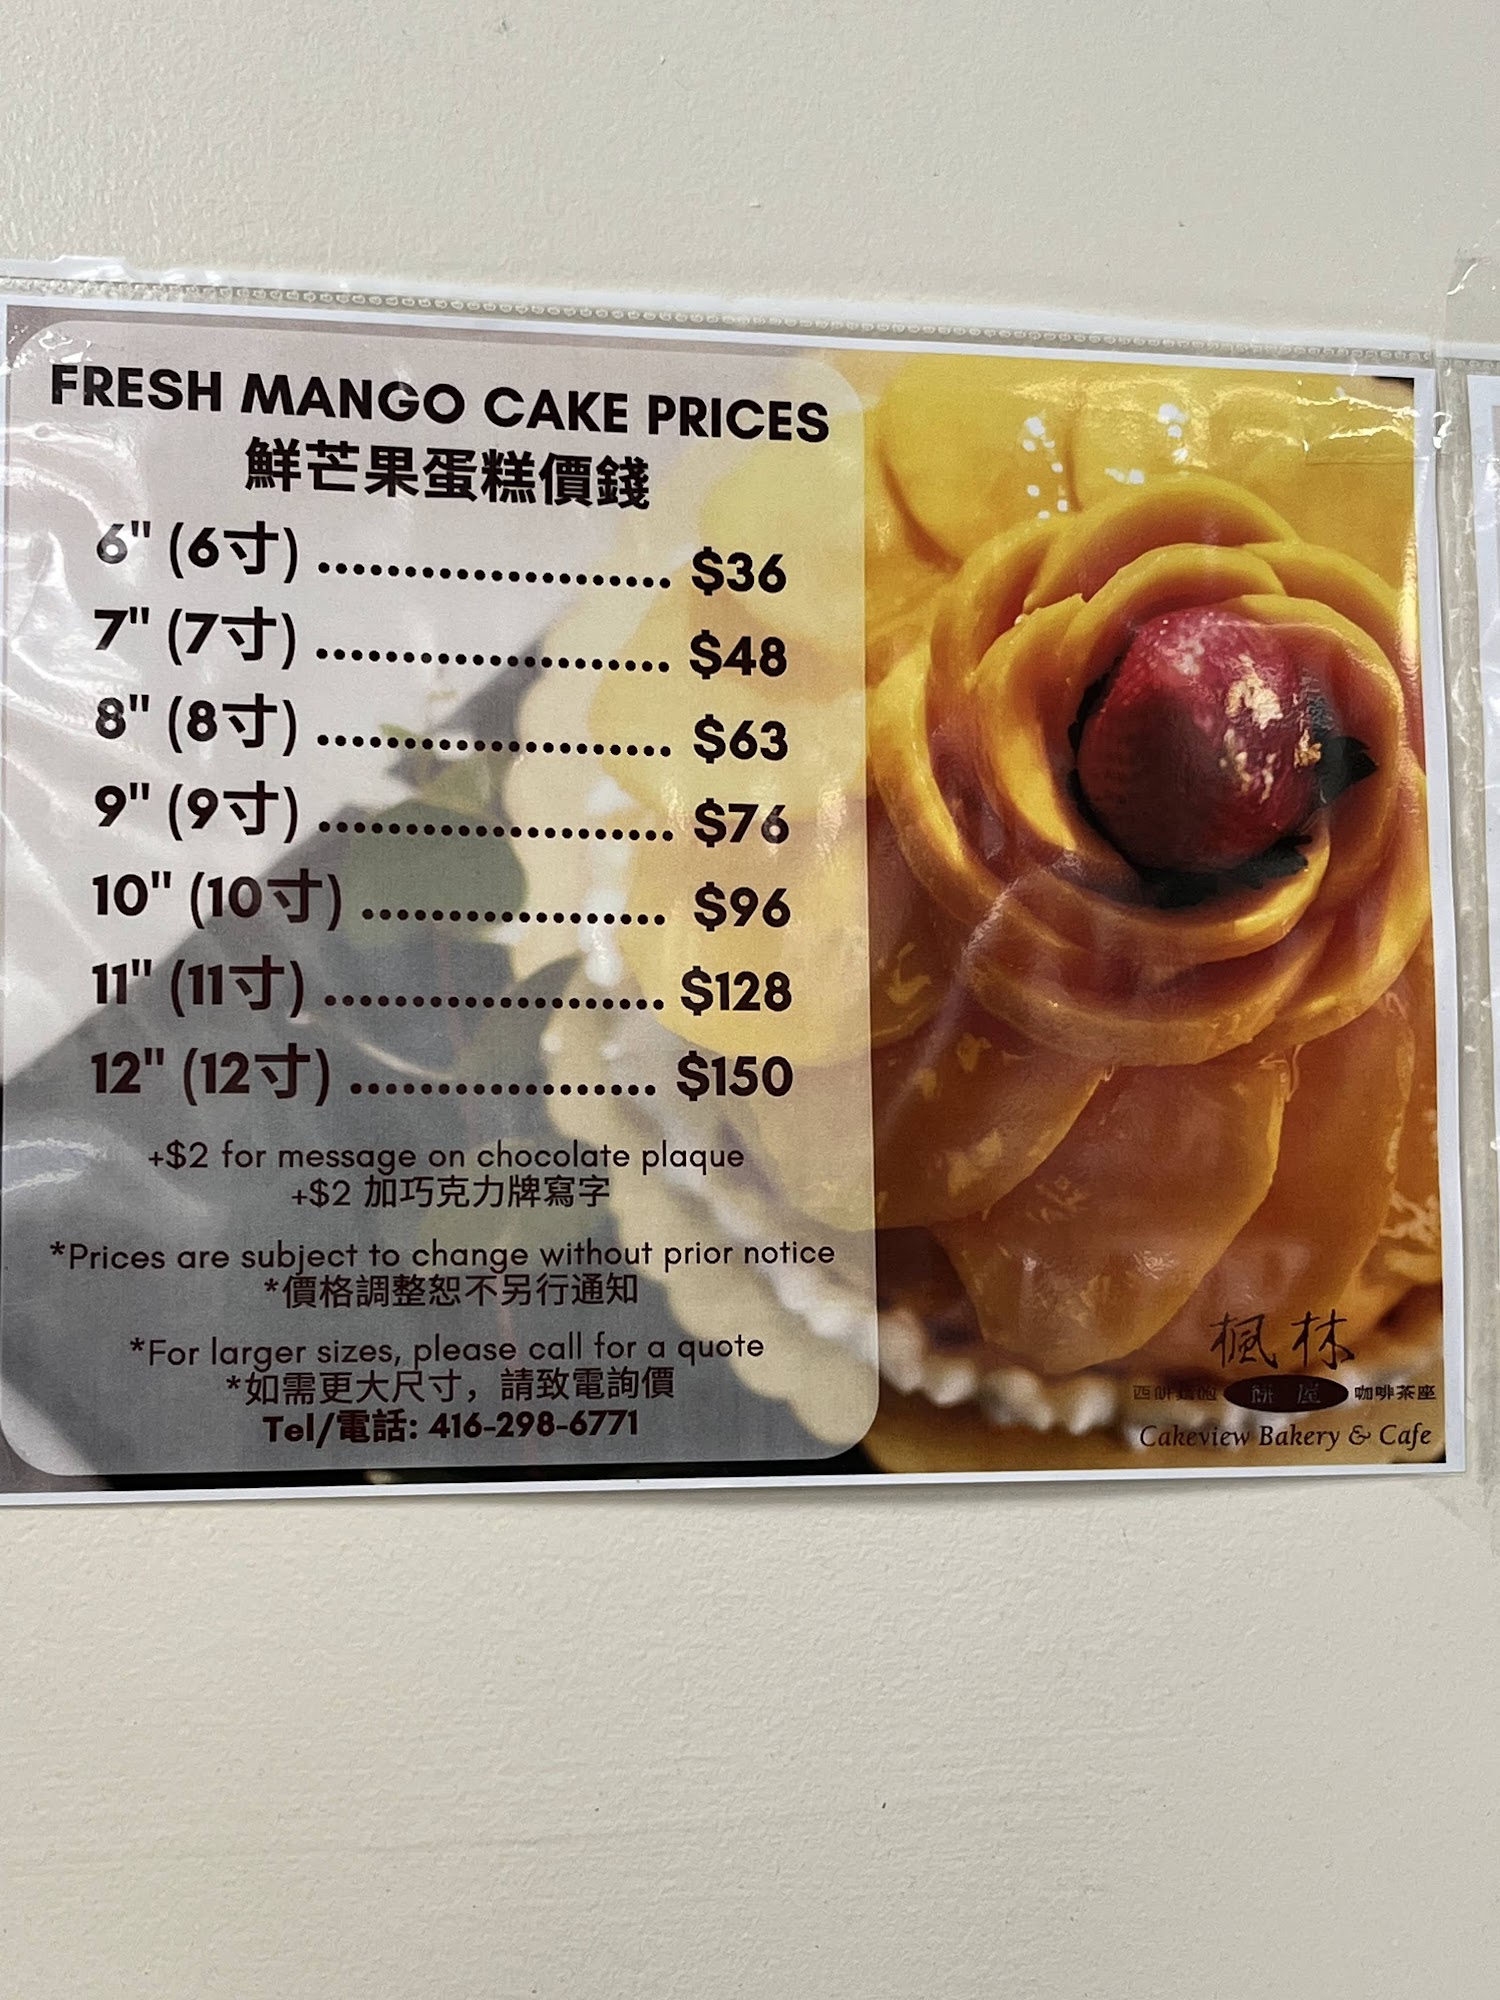 FRESH MANGO CAKE PRICES
鮮芒果蛋糕價錢
6" (6寸) ..................... $36
7" (7寸) ..................... $48
8" (8寸) ..................... $63
9" (9寸) ..................... $76
10" (10寸) .................. $96
11" (11寸) .................... $128
12" (12寸) .................. $150
+$2 for message on chocolate plaque
+$2 加巧克力牌寫字
*Prices are subject to change without prior notice
*價格調整恕不另行通知
*For larger sizes, please call for a quote
*如需更大尺寸，請致電詢價
Tel/電話: 416-298-6771
楓林
西餅 餅屋 咖啡茶座
Cakeview Bakery & Cafe